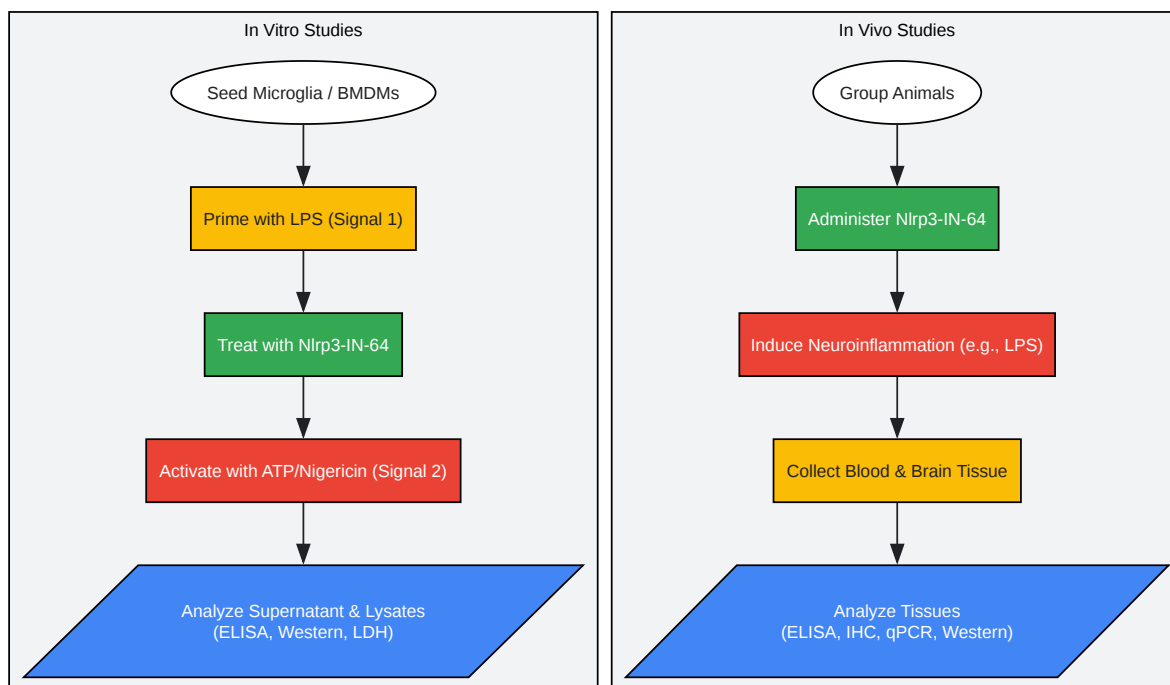 In Vitro Studies
Seed Microglia / BMDMs
Prime with LPS (Signal 1)
Treat with Nlrp3-IN-64
Activate with ATP/Nigericin (Signal 2)
Analyze Supernatant & Lysates
(ELISA, Western, LDH)
In Vivo Studies
Group Animals
Administer Nlrp3-IN-64
Induce Neuroinflammation (e.g., LPS)
Collect Blood & Brain Tissue
Analyze Tissues
(ELISA, IHC, qPCR, Western)